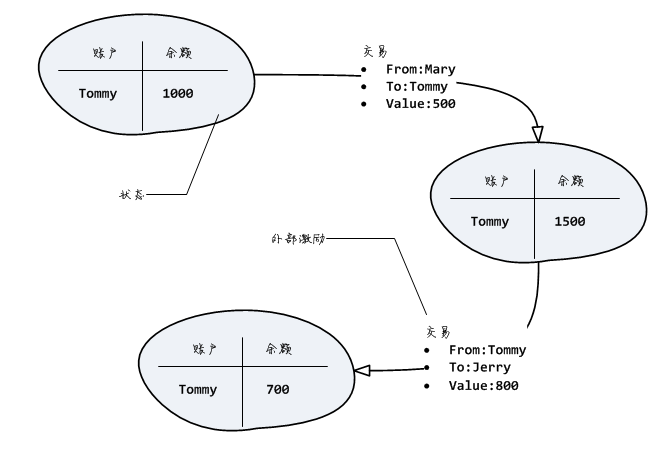 账户 余额
Tommy 1000
交易
• From:Mary
• To:Tommy
• Value:500
状态
账户 余额
Tommy 1500
外部激励
交易
• From:Tommy
• To:Jerry
• Value:800
账户 余额
Tommy 700